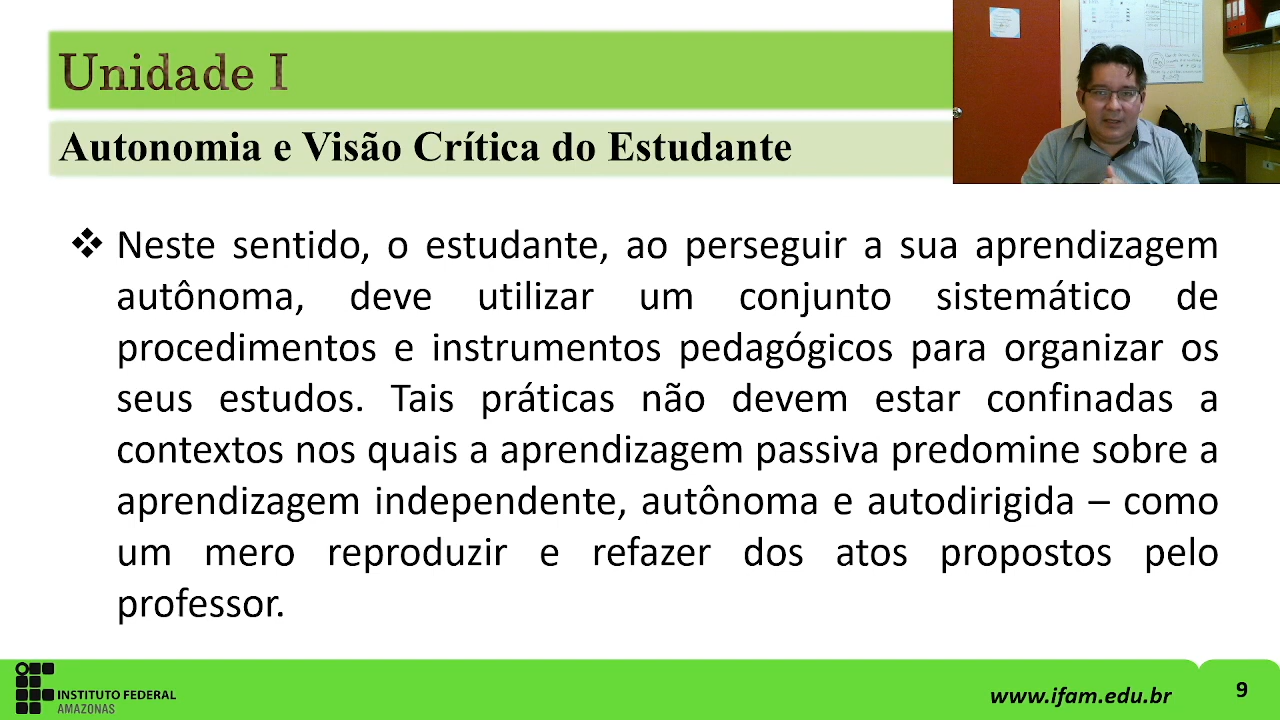 Unidade I
Autonomia e Visão Crítica do Estudante
❖ Neste sentido, o estudante, ao perseguir a sua aprendizagem
autônoma, deve utilizar um conjunto sistemático de
procedimentos e instrumentos pedagógicos para organizar os
seus estudos. Tais práticas não devem estar confinadas a
contextos nos quais a aprendizagem passiva predomine sobre a
aprendizagem independente, autônoma e autodirigida – como
um mero reproduzir e refazer dos atos propostos pelo
professor.
INSTITUTO FEDERAL
AMAZONAS
www.ifam.edu.br
9